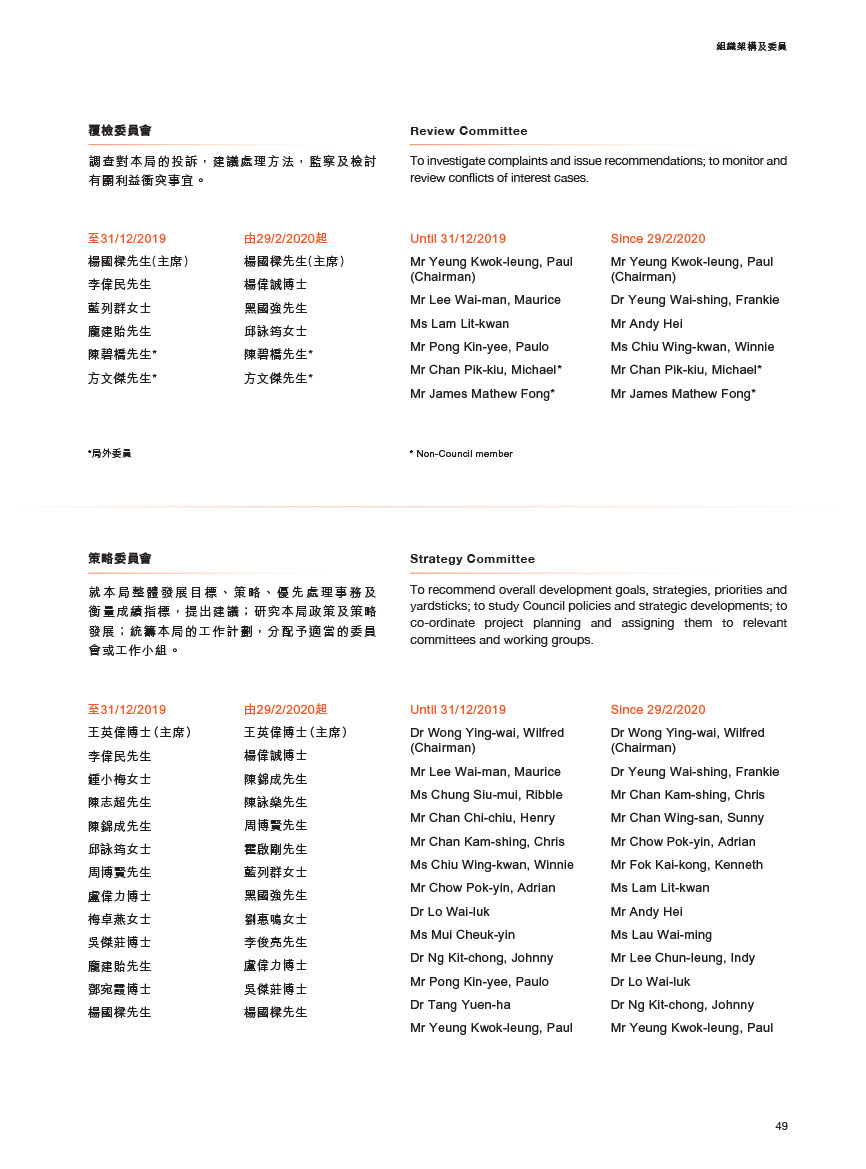 組織架構及委員
覆檢委員會
調查對本局的投訴，建議處理方法，監察及檢討
有關利益衝突事宜。
Review Committee
To investigate complaints and issue recommendations; to monitor and
review conflicts of interest cases.
至31/12/2019
楊國樑先生（主席）
李偉民先生
藍列群女士
龐建貽先生
陳碧橋先生*
方文傑先生*
由29/2/2020起
楊國樑先生（主席）
楊偉誠博士
黑國強先生
邱詠筠女士
陳碧橋先生*
方文傑先生*
Until 31/12/2019
Mr Yeung Kwok-leung, Paul
(Chairman)
Mr Lee Wai-man, Maurice
Ms Lam Lit-kwan
Mr Pong Kin-yee, Paulo
Mr Chan Pik-kiu, Michael*
Mr James Mathew Fong*
Since 29/2/2020
Mr Yeung Kwok-leung, Paul
(Chairman)
Dr Yeung Wai-shing, Frankie
Mr Andy Hei
Ms Chiu Wing-kwan, Winnie
Mr Chan Pik-kiu, Michael*
Mr James Mathew Fong*
*局外委員
* Non-Council member
策略委員會
就本局整體發展目標、策略、優先處理事務及
衡量成績指標，提出建議；研究本局政策及策略
發展；統籌本局的工作計劃，分配予適當的委員
會或工作小組。
Strategy Committee
To recommend overall development goals, strategies, priorities and
yardsticks; to study Council policies and strategic developments; to
co-ordinate project planning and assigning them to relevant
committees and working groups.
至31/12/2019
王英偉博士（主席）
李偉民先生
鍾小梅女士
陳志超先生
陳錦成先生
邱詠筠女士
周博賢先生
盧偉力博士
梅卓燕女士
吳傑莊博士
龐建貽先生
鄧宛霞博士
楊國樑先生
由29/2/2020起
王英偉博士（主席）
楊偉誠博士
陳錦成先生
陳詠燊先生
周博賢先生
霍啟剛先生
藍列群女士
黑國強先生
劉惠鳴女士
李俊亮先生
盧偉力博士
吳傑莊博士
楊國樑先生
Until 31/12/2019
Dr Wong Ying-wai, Wilfred
(Chairman)
Mr Lee Wai-man, Maurice
Ms Chung Siu-mui, Ribble
Mr Chan Chi-chiu, Henry
Mr Chan Kam-shing, Chris
Ms Chiu Wing-kwan, Winnie
Mr Chow Pok-yin, Adrian
Dr Lo Wai-luk
Ms Mui Cheuk-yin
Dr Ng Kit-chong, Johnny
Mr Pong Kin-yee, Paulo
Dr Tang Yuen-ha
Mr Yeung Kwok-leung, Paul
Since 29/2/2020
Dr Wong Ying-wai, Wilfred
(Chairman)
Dr Yeung Wai-shing, Frankie
Mr Chan Kam-shing, Chris
Mr Chan Wing-san, Sunny
Mr Chow Pok-yin, Adrian
Mr Fok Kai-kong, Kenneth
Ms Lam Lit-kwan
Mr Andy Hei
Ms Lau Wai-ming
Mr Lee Chun-leung, Indy
Dr Lo Wai-luk
Dr Ng Kit-chong, Johnny
Mr Yeung Kwok-leung, Paul
49